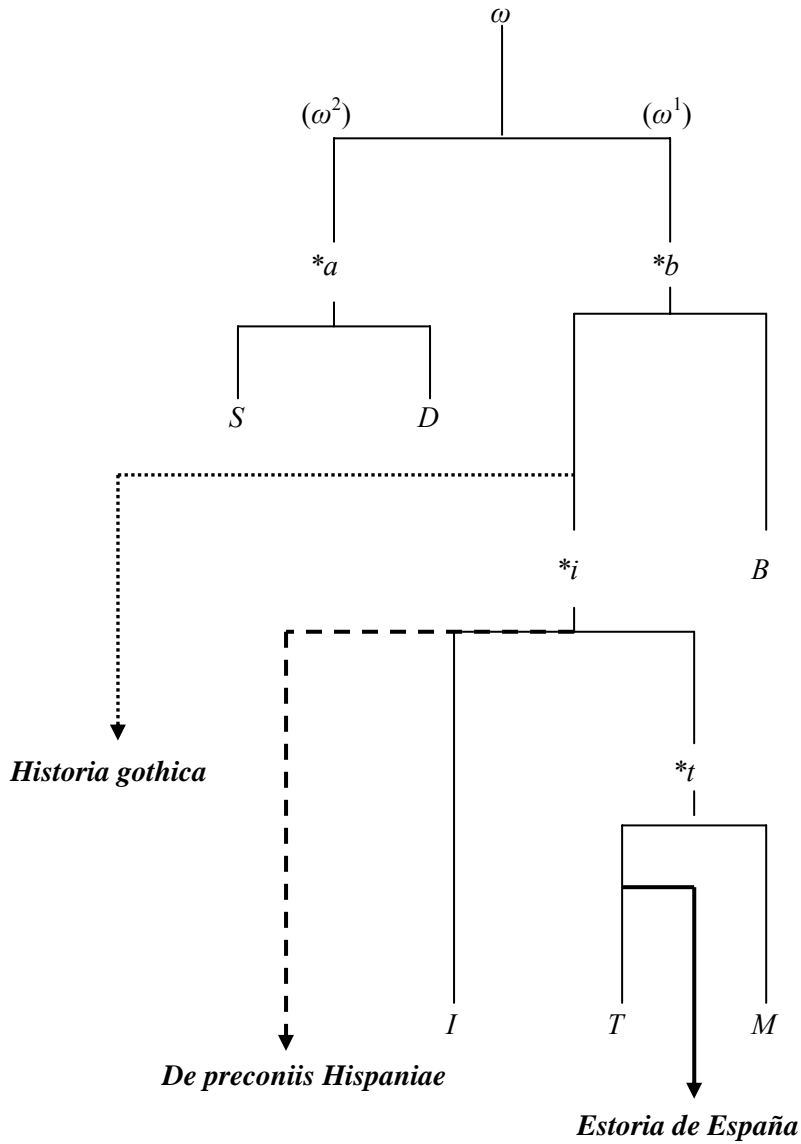 ω
(ω²) (ω¹)
*a *b
S D
*i B
Historia gothica
*t
I T M
De preconiis Hispaniae
Estoria de España